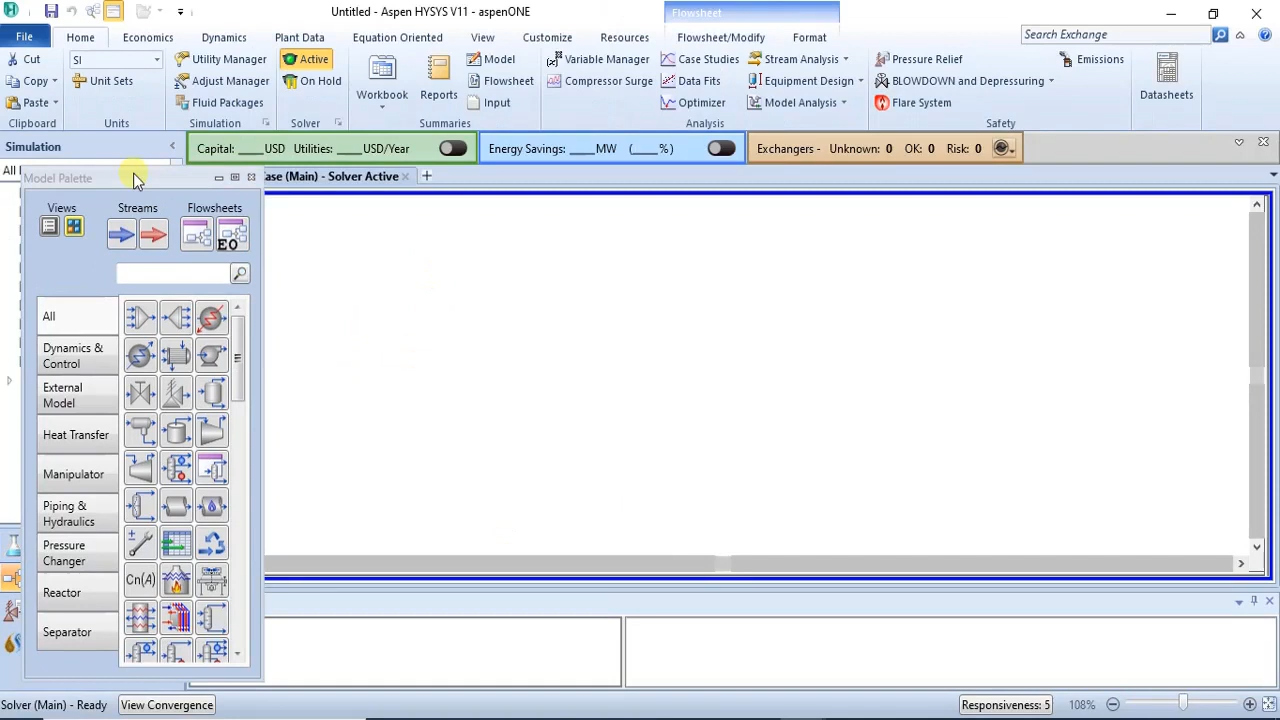 Untitled - Aspen HYSYS V11 - aspenONE
Flowsheet
File Home Economics Dynamics Plant Data Equation Oriented View Customize Resources Flowsheet/Modify Format Search Exchange
Cut SI Utility Manager Active Model Variable Manager Case Studies Stream Analysis Pressure Relief Emissions
Copy Unit Sets Adjust Manager On Hold Workbook Reports Flowsheet Compressor Surge Data Fits Equipment Design BLOWDOWN and Depressuring Datasheets
Paste Fluid Packages Input Optimizer Model Analysis Flare System
Clipboard Units Simulation Solver Summaries Analysis Safety
Simulation Capital: ____USD Utilities: ____USD/Year Energy Savings: ____MW (____%) Exchangers - Unknown: 0 OK: 0 Risk: 0
Model Palette ase (Main) - Solver Active
Views Streams Flowsheets
EO
All
Dynamics &
Control
External
Model
Heat Transfer
Manipulator
Piping &
Hydraulics
Pressure
Changer
Cn(A)
Reactor
Separator
Solver (Main) - Ready View Convergence Responsiveness: 5 108%